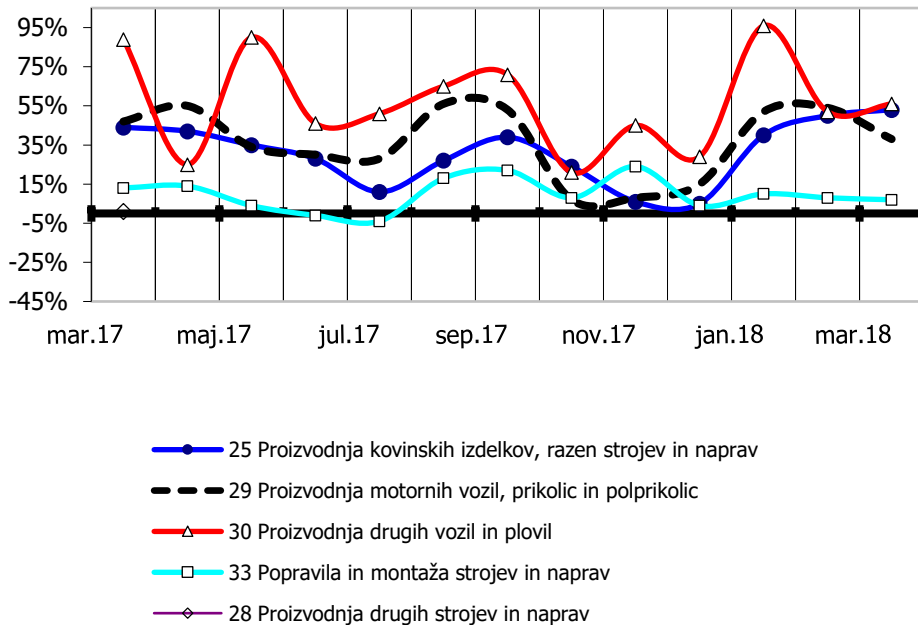 95%
75%
55%
35%
15%
-5%
-25%
-45%
mar.17 maj.17 jul.17 sep.17 nov.17 jan.18 mar.18
25 Proizvodnja kovinskih izdelkov, razen strojev in naprav
29 Proizvodnja motornih vozil, prikolic in polprikolic
30 Proizvodnja drugih vozil in plovil
33 Popravila in montaža strojev in naprav
28 Proizvodnja drugih strojev in naprav